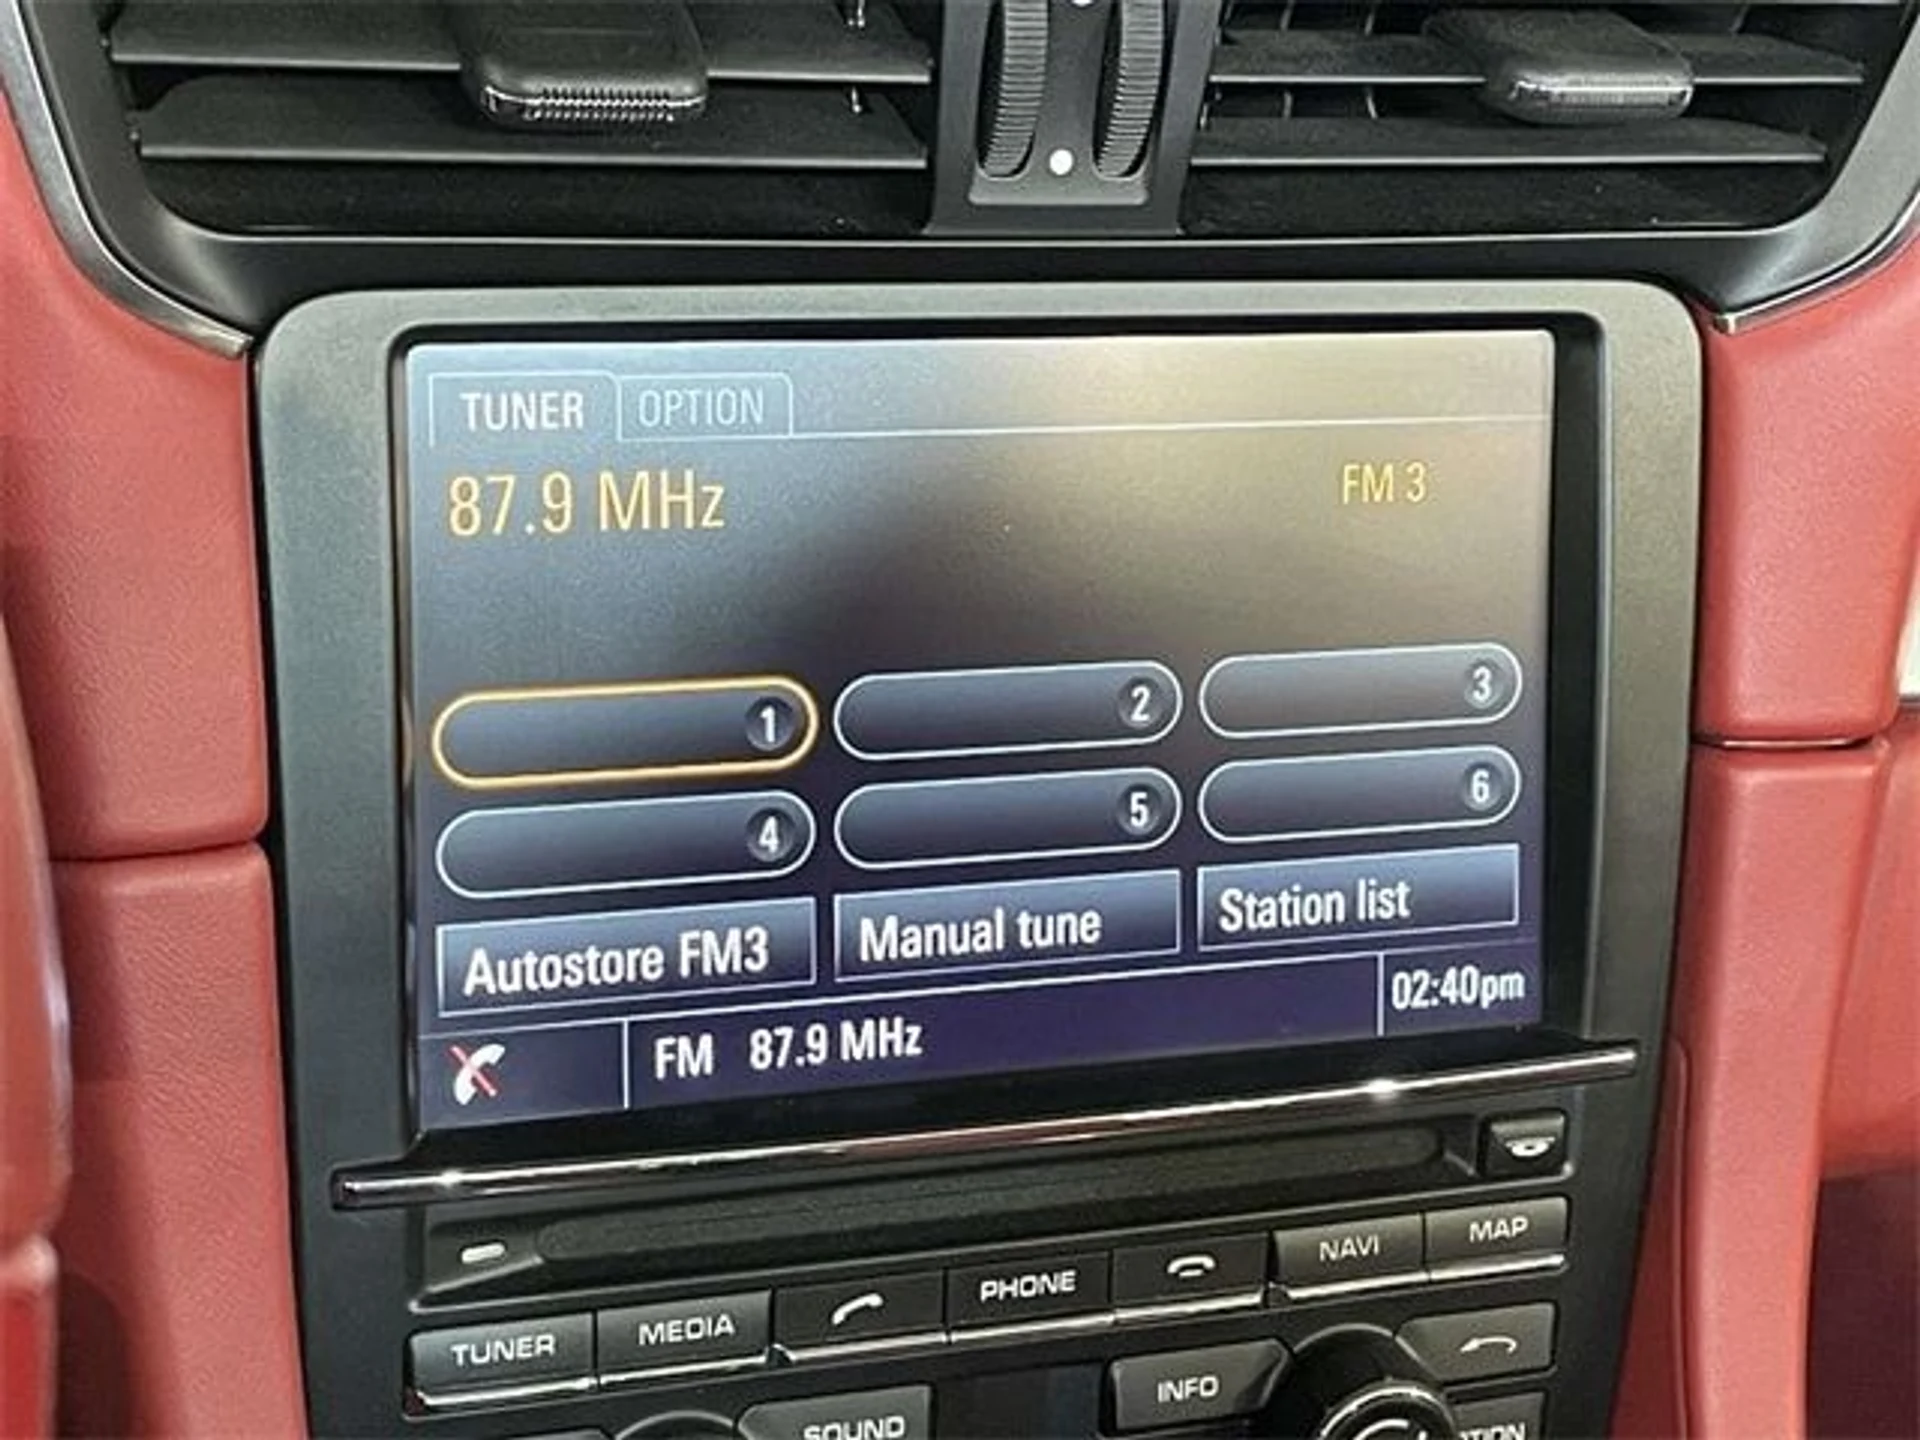 TUNER OPTION
87.9 MHz FM 3
1 2 3
4 5 6
Autostore FM3 Manual tune Station list
FM 87.9 MHz 02:40pm
TUNER MEDIA PHONE NAVI MAP
INFO
SOUND